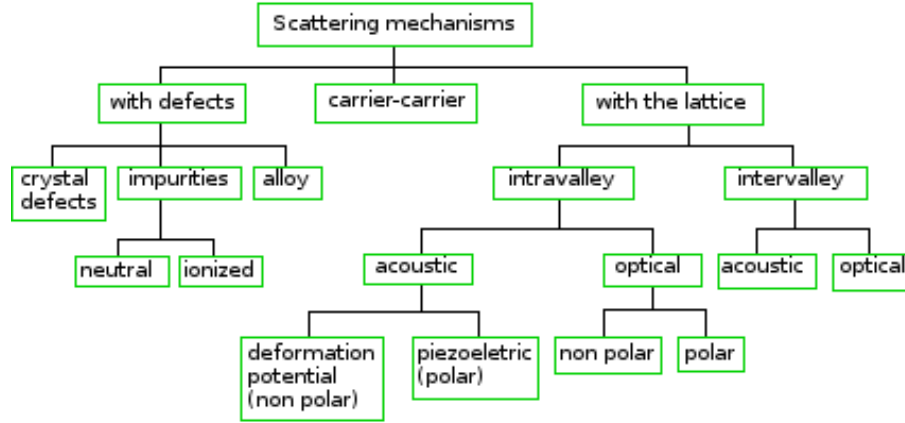 Scattering mechanisms
with defects
carrier-carrier
with the lattice
crystal
defects
impurities
alloy
intravalley
intervalley
neutral
ionized
acoustic
optical
acoustic
optical
deformation
potential
(non polar)
piezoeletric
(polar)
non polar
polar